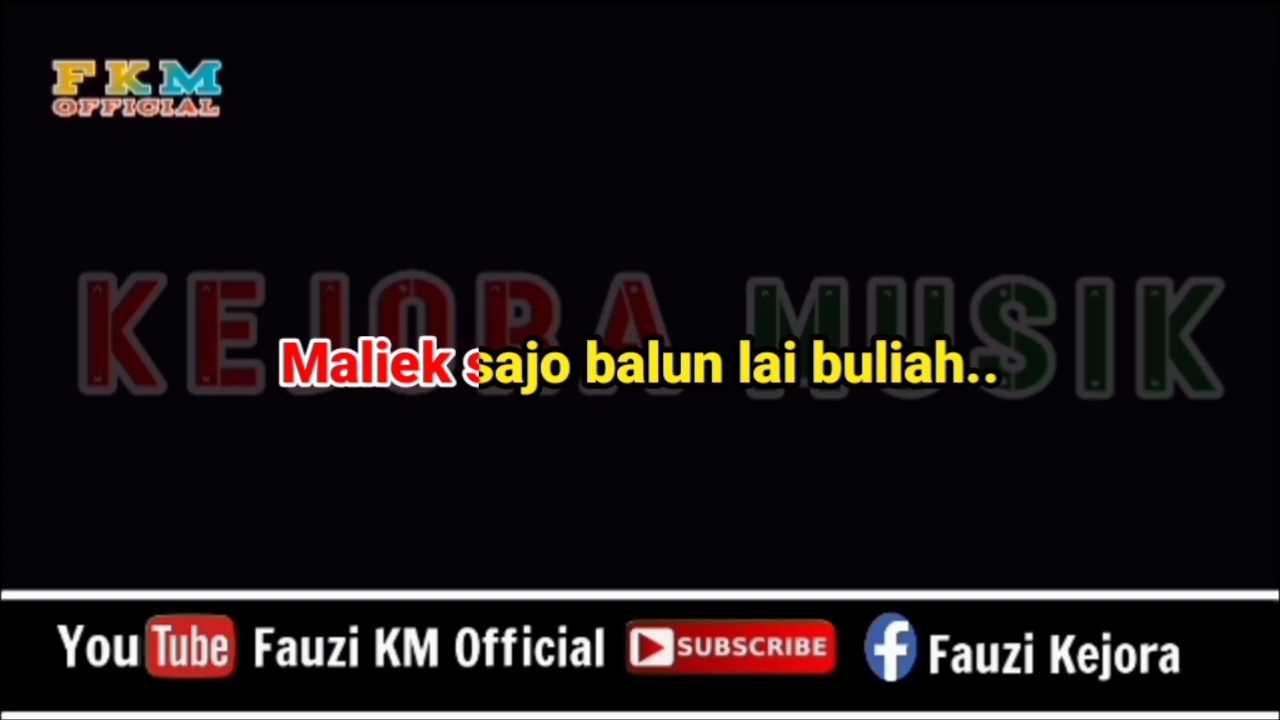 FKM
OFFICIAL
KEJORA MUSIK
Maliek sajo balun lai buliah..
YouTube Fauzi KM Official SUBSCRIBE f Fauzi Kejora